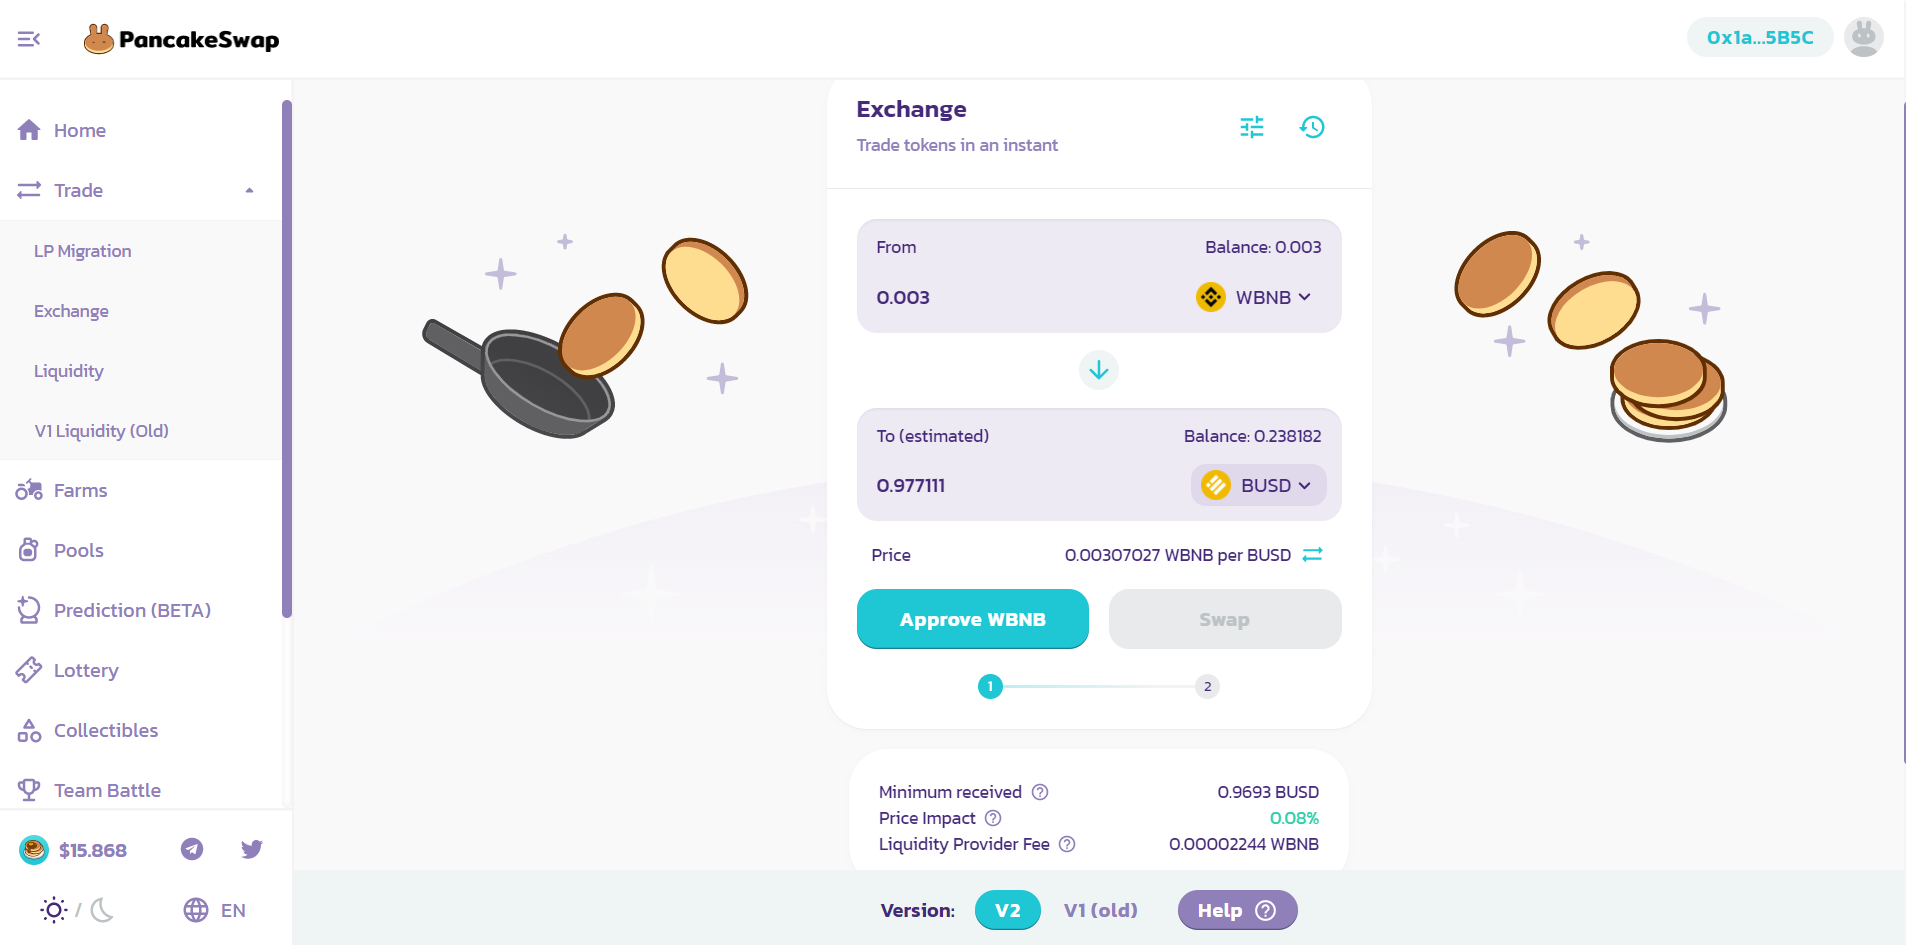 PancakeSwap
0x1a...5B5C
Home
Trade
LP Migration
Exchange
Liquidity
V1 Liquidity (Old)
Farms
Pools
Prediction (BETA)
Lottery
Collectibles
Team Battle
$15.868
/
EN
Exchange
Trade tokens in an instant
From
Balance: 0.003
0.003
WBNB
To (estimated)
Balance: 0.238182
0.977111
BUSD
Price
0.00307027 WBNB per BUSD
Approve WBNB
Swap
1
2
Minimum received ?
0.9693 BUSD
Price Impact ?
0.08%
Liquidity Provider Fee ?
0.00002244 WBNB
Version:
V2
V1 (old)
Help ?